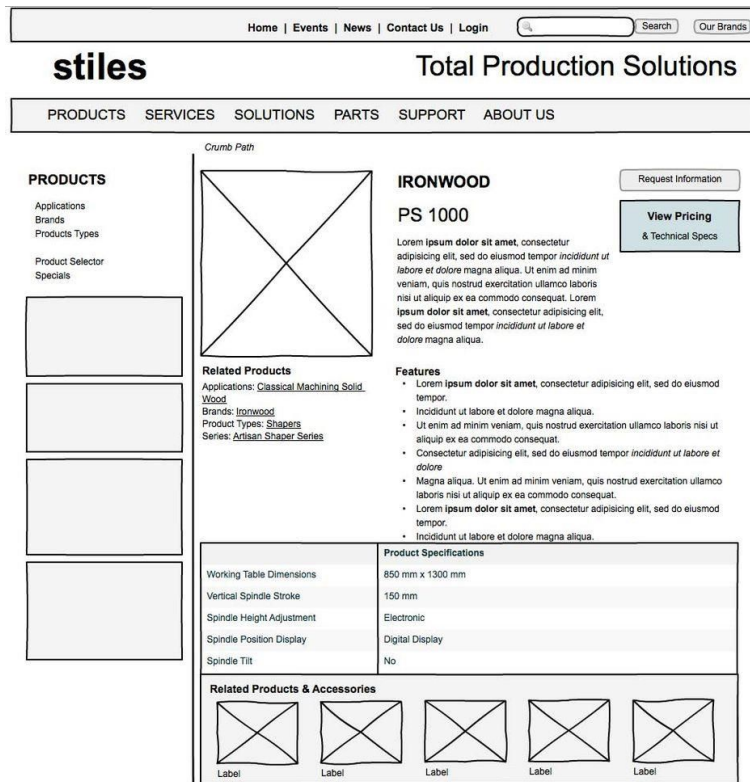 Home | Events | News | Contact Us | Login
Search
Our Brands
stiles
Total Production Solutions
PRODUCTS SERVICES SOLUTIONS PARTS SUPPORT ABOUT US
Crumb Path
PRODUCTS
Applications
Brands
Products Types
Product Selector
Specials
IRONWOOD
PS 1000
Lorem ipsum dolor sit amet, consectetur
adipisicing elit, sed do eiusmod tempor incididunt ut
labore et dolore magna aliqua. Ut enim ad minim
veniam, quis nostrud exercitation ullamco laboris
nisi ut aliquip ex ea commodo consequat. Lorem
ipsum dolor sit amet, consectetur adipisicing elit,
sed do eiusmod tempor incididunt ut labore et
dolore magna aliqua.
Request Information
View Pricing
& Technical Specs
Related Products
Applications: Classical Machining Solid
Wood
Brands: Ironwood
Product Types: Shapers
Series: Artisan Shaper Series
Features
• Lorem ipsum dolor sit amet, consectetur adipisicing elit, sed do eiusmod
tempor.
• Incididunt ut labore et dolore magna aliqua.
• Ut enim ad minim veniam, quis nostrud exercitation ullamco laboris nisi ut
aliquip ex ea commodo consequat.
• Consectetur adipisicing elit, sed do eiusmod tempor incididunt ut labore et
dolore
• Magna aliqua. Ut enim ad minim veniam, quis nostrud exercitation ullamco
laboris nisi ut aliquip ex ea commodo consequat.
• Lorem ipsum dolor sit amet, consectetur adipisicing elit, sed do eiusmod
tempor.
• Incididunt ut labore et dolore magna aliqua.
Product Specifications
Working Table Dimensions 850 mm x 1300 mm
Vertical Spindle Stroke 150 mm
Spindle Height Adjustment Electronic
Spindle Position Display Digital Display
Spindle Tilt No
Related Products & Accessories
Label Label Label Label Label